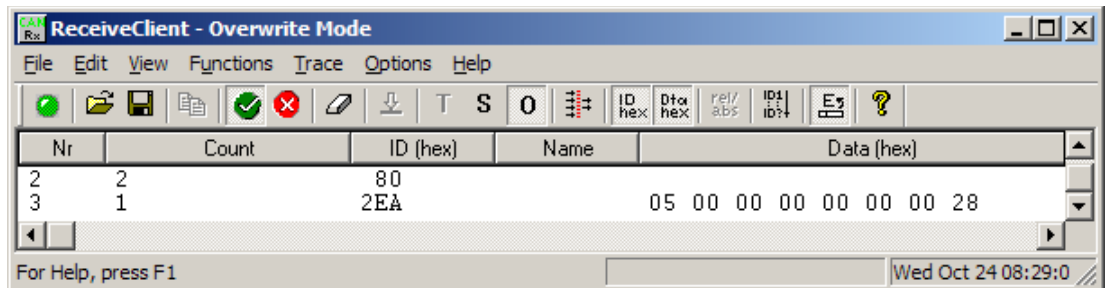 CAN Rx ReceiveClient - Overwrite Mode
File Edit View Functions Trace Options Help
T S O ID hex Dta hex rel/ abs ID1 ID?
Nr Count ID (hex) Name Data (hex)
2 2 80
3 1 2EA 05 00 00 00 00 00 00 28
For Help, press F1 Wed Oct 24 08:29:0